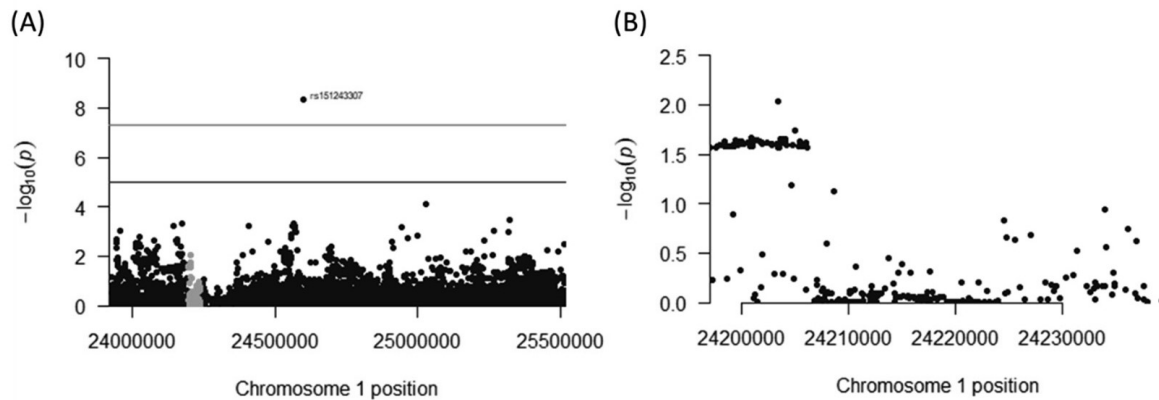 (A)
10
8
6
4
2
0
−log10(p)
rs151243307
24000000 24500000 25000000 25500000
Chromosome 1 position
(B)
2.5
2.0
1.5
1.0
0.5
0.0
−log10(p)
24200000 24210000 24220000 24230000
Chromosome 1 position